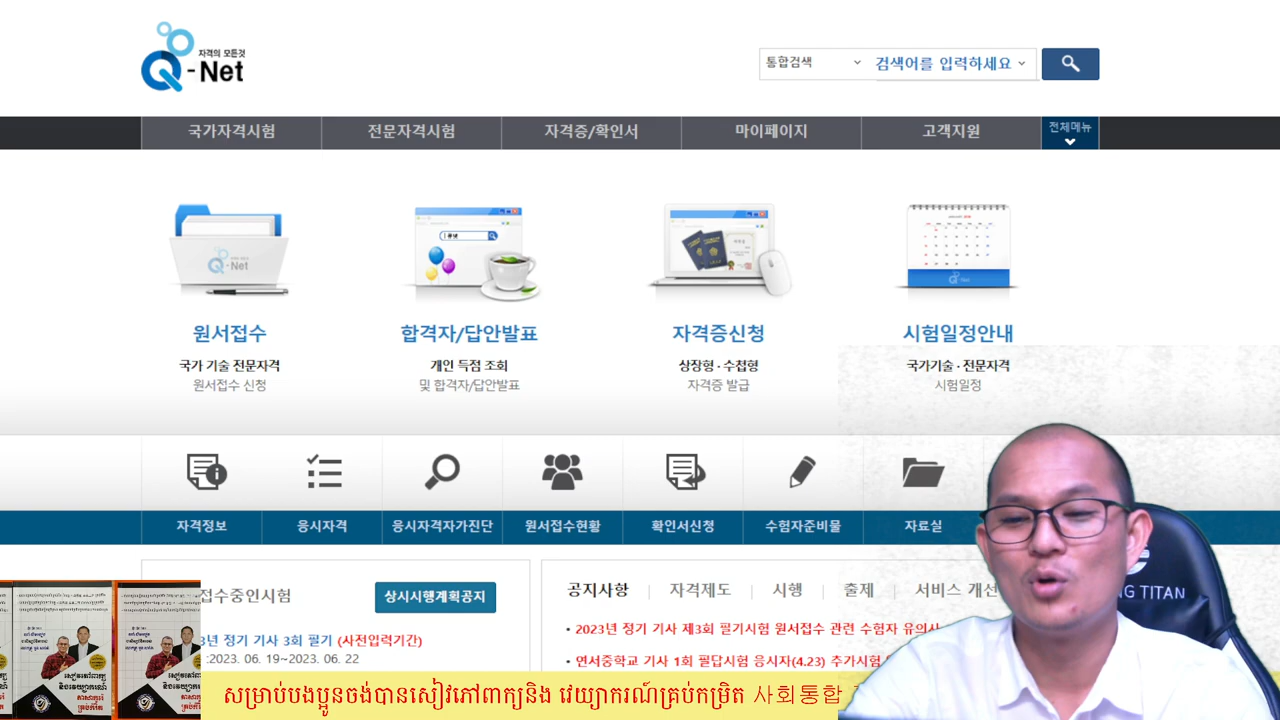 자격의 모든것
Q-Net
통합검색
검색어를 입력하세요
국가자격시험
전문자격시험
자격증/확인서
마이페이지
고객지원
전체메뉴
Q-Net
원서접수
국가 기술 전문자격
원서접수 신청
합격자/답안발표
개인 득점 조회
및 합격자/답안발표
자격증신청
상장형 · 수첩형
자격증 발급
시험일정안내
국가기술 · 전문자격
시험일정
자격정보
응시자격
응시자격자가진단
원서접수현황
확인서신청
수험자준비물
자료실
접수중인시험
상시시행계획공지
3년 정기 기사 3회 필기 (사전입력기간)
:2023. 06. 19~2023. 06. 22
공지사항
자격제도
시행
출제
서비스 개선
• 2023년 정기 기사 제3회 필기시험 원서접수 관련 수험자 유의사
• 연서중학교 기사 1회 필답시험 응시자(4.23) 추가시험
NG TITAN
សម្រាប់បងប្អូនចង់បានសៀវភៅពាក្យនិង វេយ្យាករណ៍គ្រប់កម្រិត 사회통합